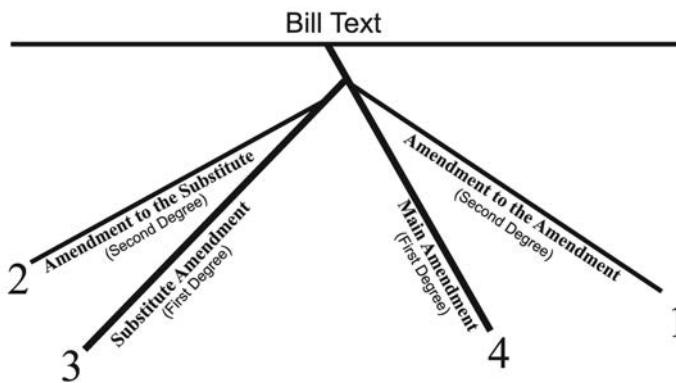 Bill Text
Amendment to the Substitute
(Second Degree)
2
Substitute Amendment
(First Degree)
3
Main Amendment
(First Degree)
4
Amendment to the Amendment
(Second Degree)
1